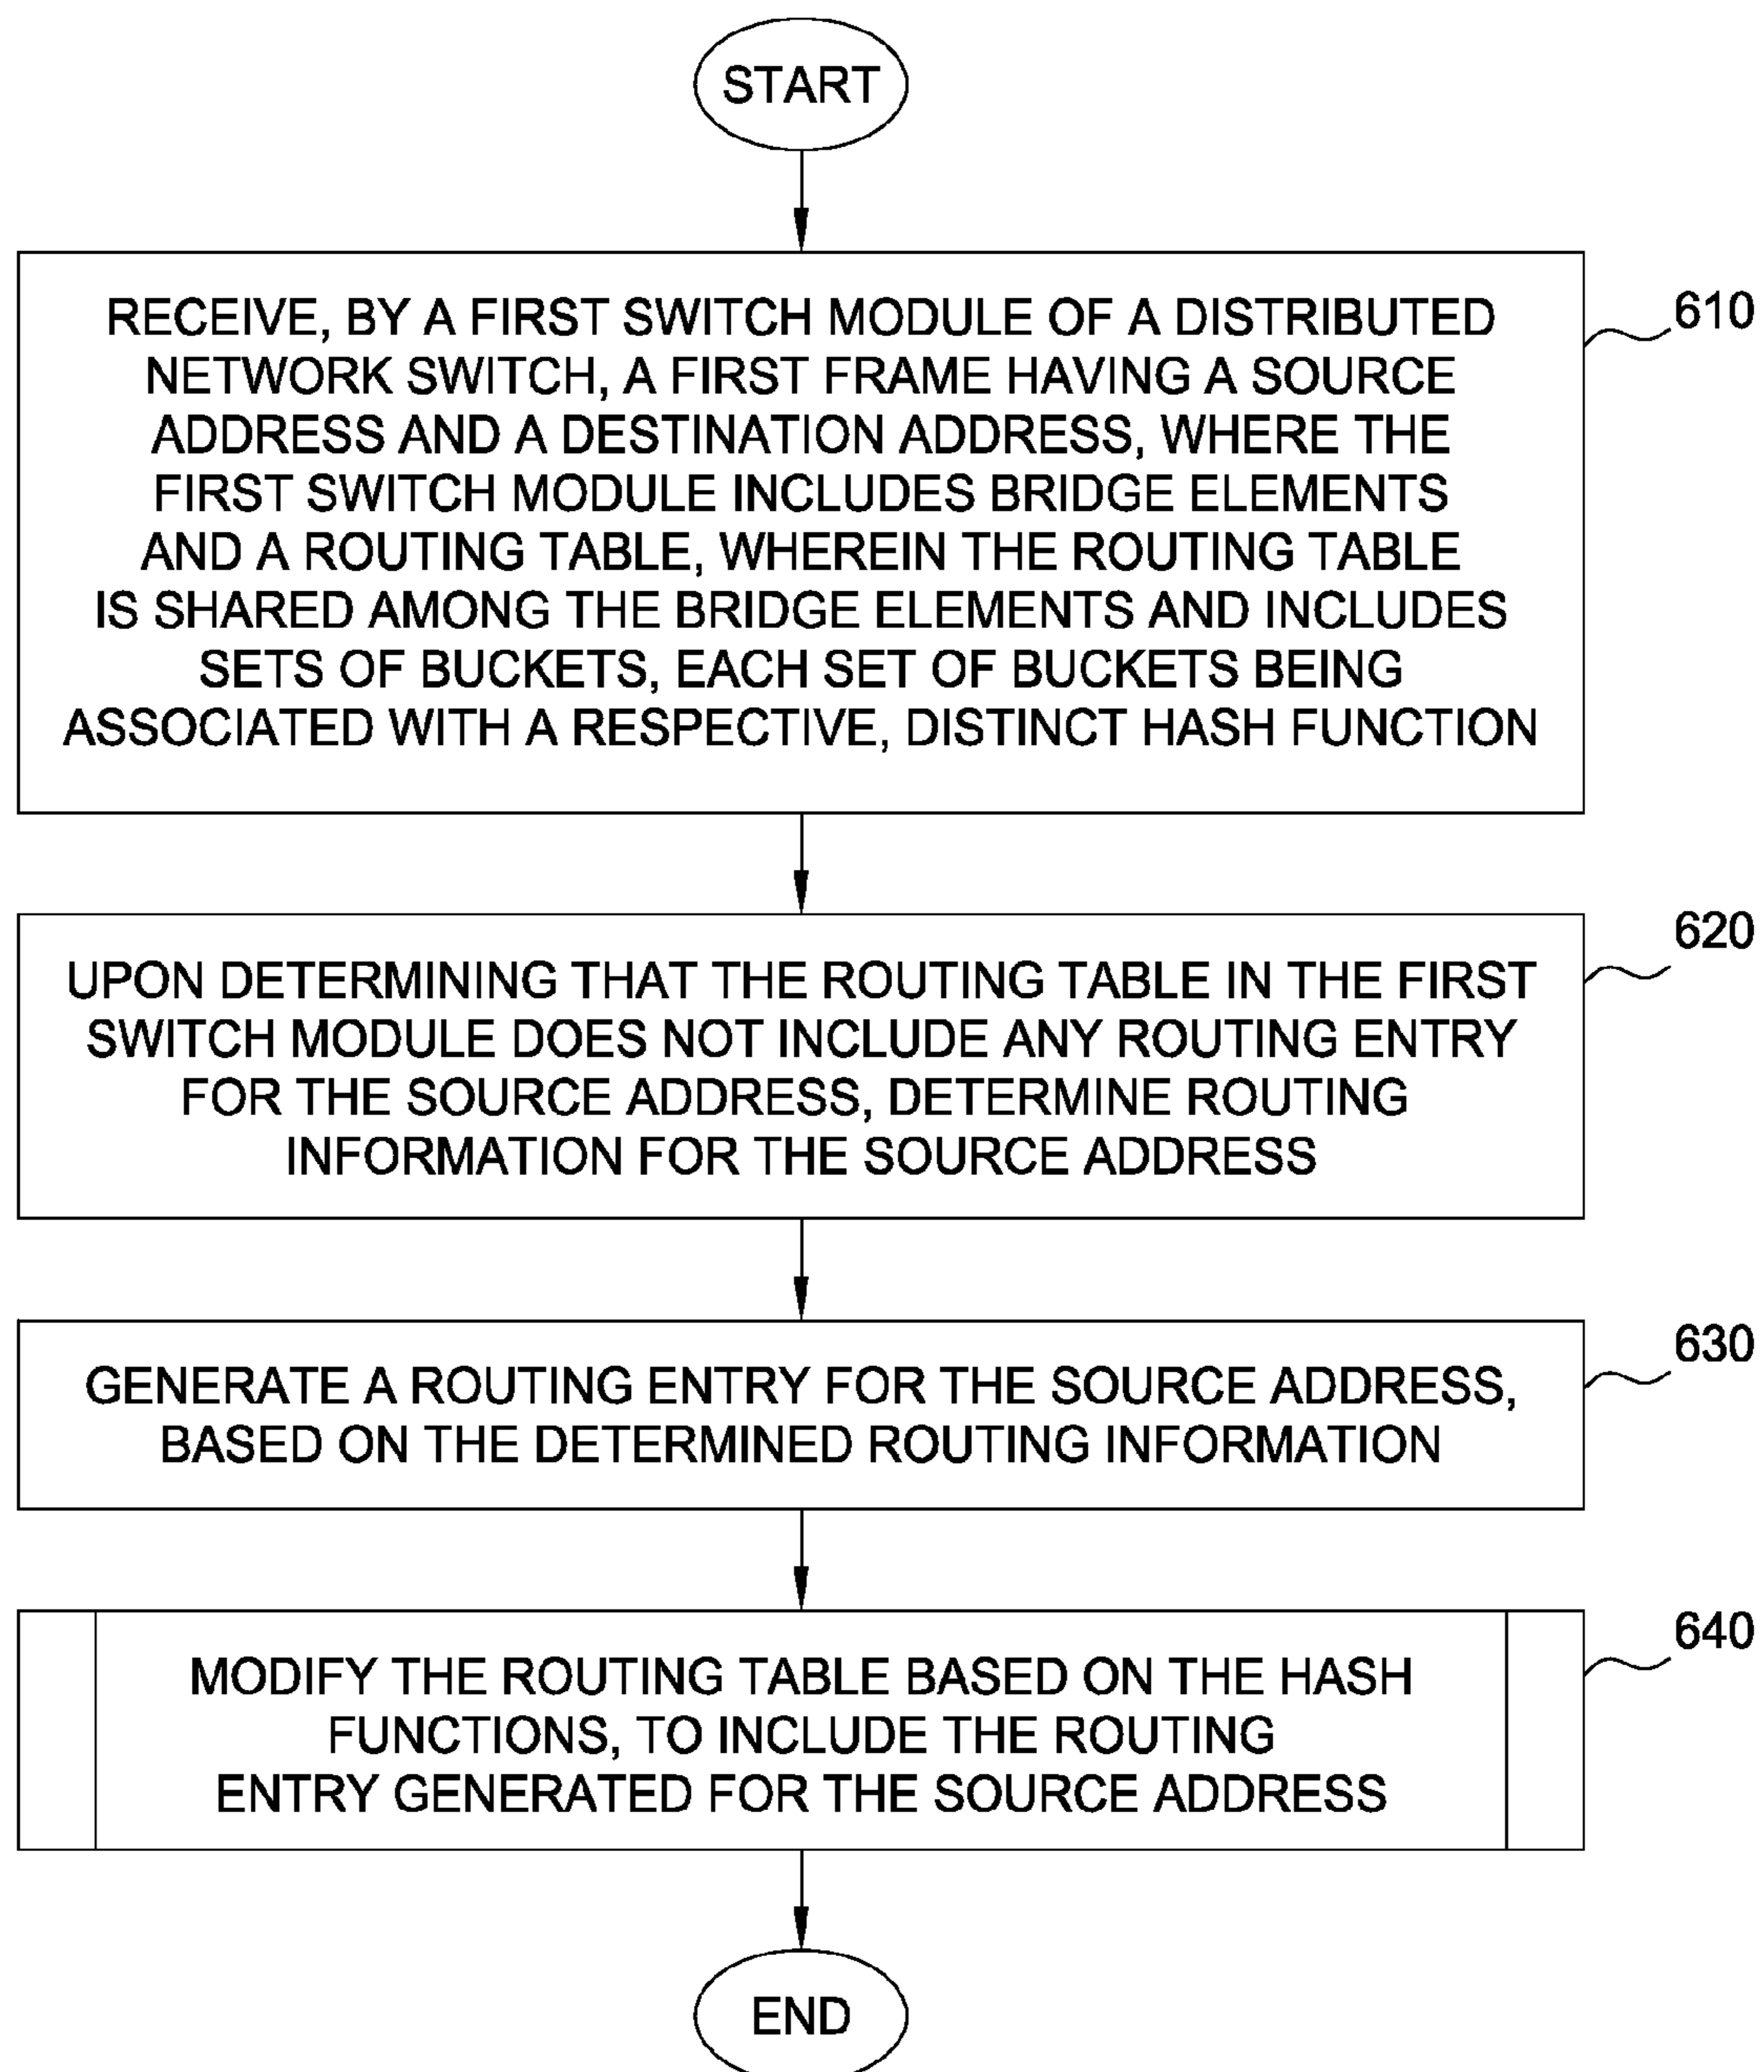 START
RECEIVE, BY A FIRST SWITCH MODULE OF A DISTRIBUTED
NETWORK SWITCH, A FIRST FRAME HAVING A SOURCE
ADDRESS AND A DESTINATION ADDRESS, WHERE THE
FIRST SWITCH MODULE INCLUDES BRIDGE ELEMENTS
AND A ROUTING TABLE, WHEREIN THE ROUTING TABLE
IS SHARED AMONG THE BRIDGE ELEMENTS AND INCLUDES
SETS OF BUCKETS, EACH SET OF BUCKETS BEING
ASSOCIATED WITH A RESPECTIVE, DISTINCT HASH FUNCTION
610
UPON DETERMINING THAT THE ROUTING TABLE IN THE FIRST
SWITCH MODULE DOES NOT INCLUDE ANY ROUTING ENTRY
FOR THE SOURCE ADDRESS, DETERMINE ROUTING
INFORMATION FOR THE SOURCE ADDRESS
620
GENERATE A ROUTING ENTRY FOR THE SOURCE ADDRESS,
BASED ON THE DETERMINED ROUTING INFORMATION
630
MODIFY THE ROUTING TABLE BASED ON THE HASH
FUNCTIONS, TO INCLUDE THE ROUTING
ENTRY GENERATED FOR THE SOURCE ADDRESS
640
END